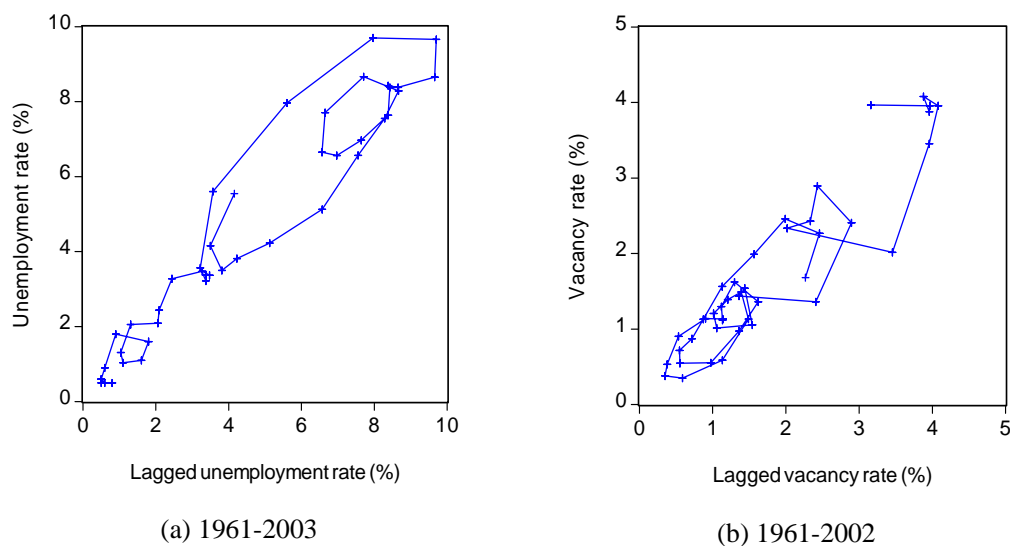 Unemployment rate (%)
10
8
6
4
2
0
0 2 4 6 8 10
Lagged unemployment rate (%)
(a) 1961-2003
Vacancy rate (%)
5
4
3
2
1
0
0 1 2 3 4 5
Lagged vacancy rate (%)
(b) 1961-2002